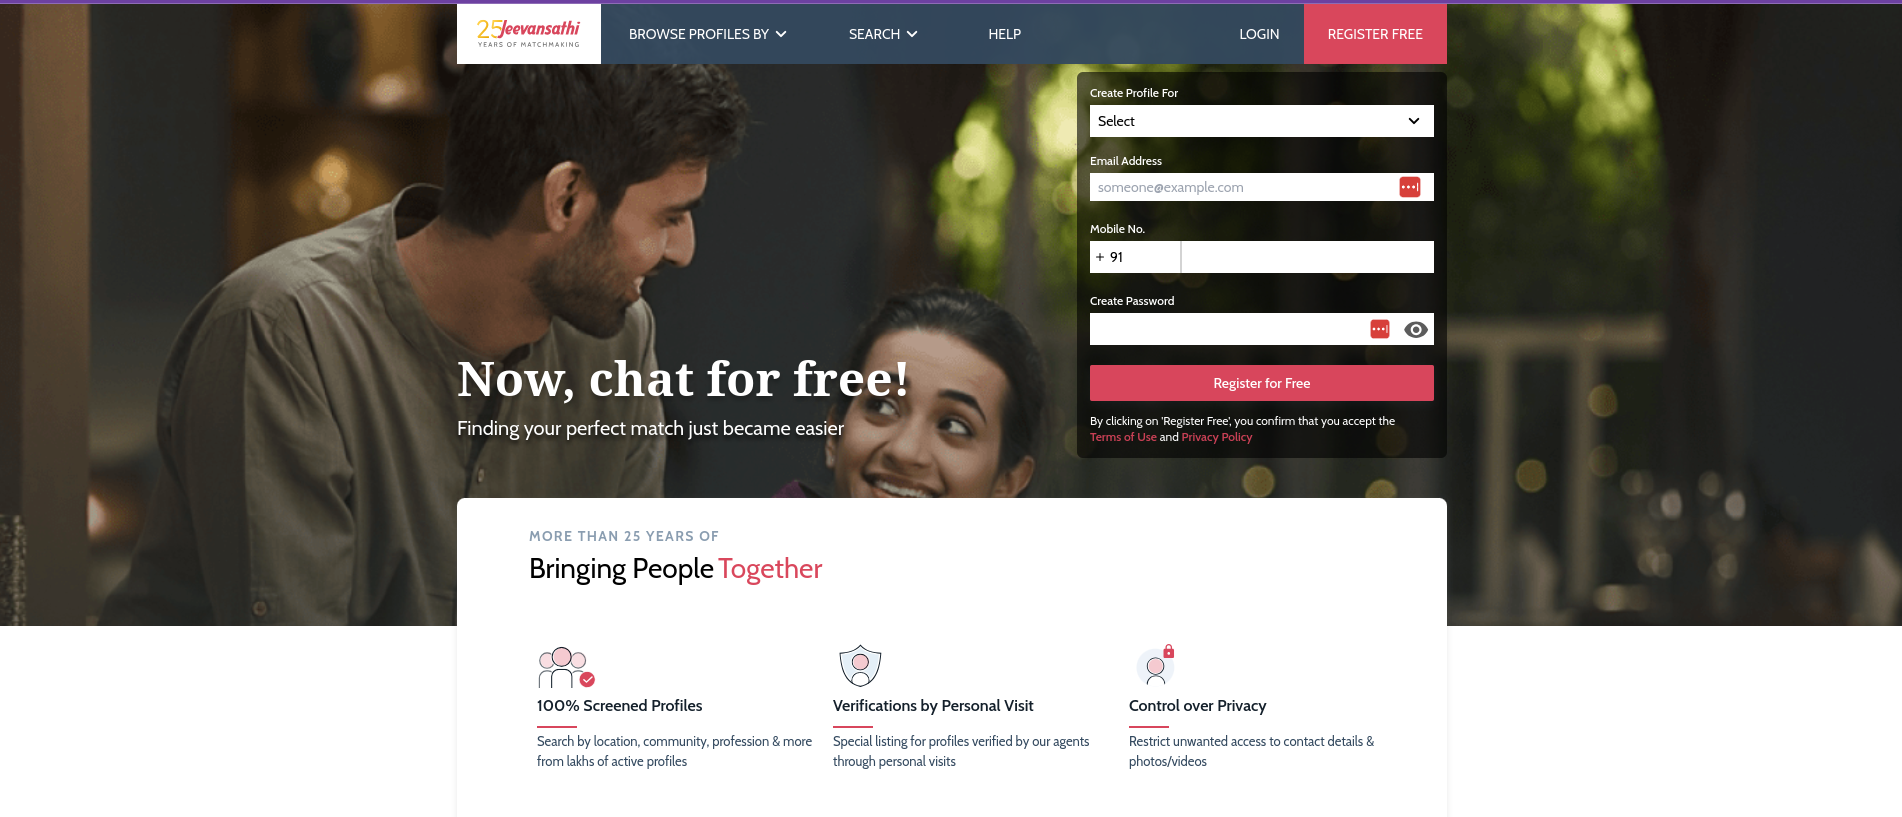 25 Jeevansathi
YEARS OF MATCHMAKING
BROWSE PROFILES BY
SEARCH
HELP
LOGIN
REGISTER FREE
Create Profile For
Select
Email Address
someone@example.com
Mobile No.
+ 91
Create Password
Register for Free
By clicking on 'Register Free', you confirm that you accept the
Terms of Use and Privacy Policy
Now, chat for free!
Finding your perfect match just became easier
MORE THAN 25 YEARS OF
Bringing People Together
100% Screened Profiles
Search by location, community, profession & more
from lakhs of active profiles
Verifications by Personal Visit
Special listing for profiles verified by our agents
through personal visits
Control over Privacy
Restrict unwanted access to contact details &
photos/videos